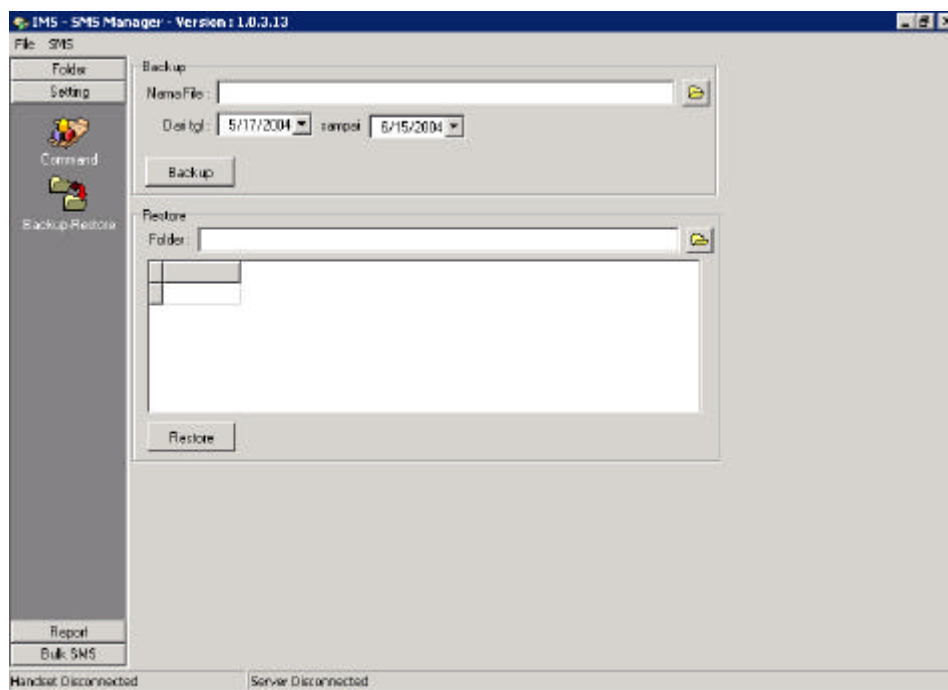 IMS - SMS Manager - Version : 1.0.3.13
File SMS
Folder
Setting
Command
Backup-Restore
Report
Bulk SMS
Backup
Nama File :
Dari tgl : 5/17/2004 sampai 6/15/2004
Backup
Restore
Folder :
Restore
Handset Disconnected Server Disconnected